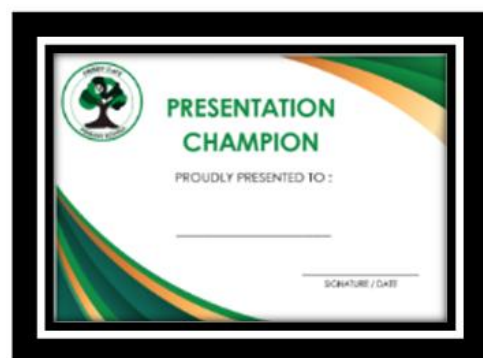 PRESENTATION
CHAMPION
PROUDLY PRESENTED TO :
SIGNATURE / DATE